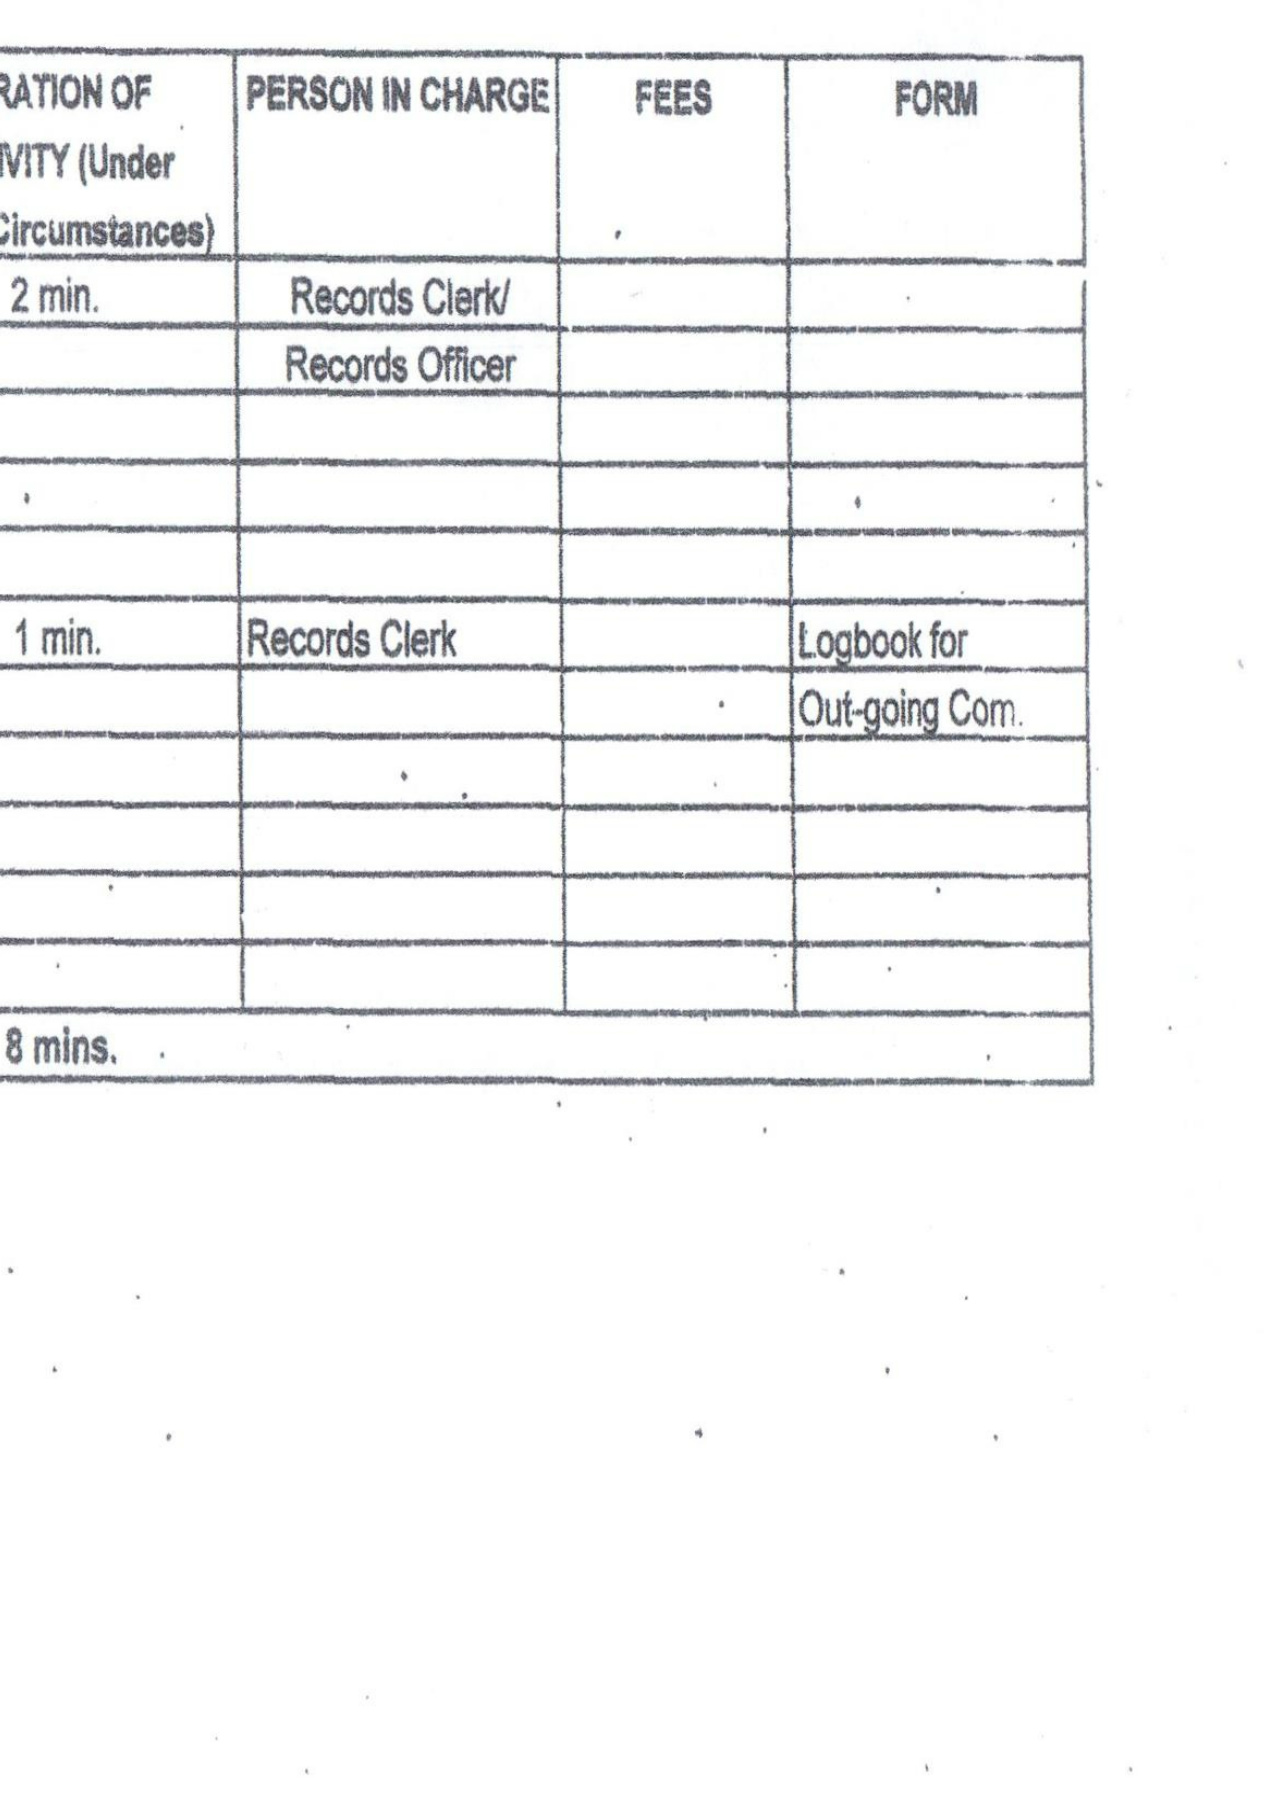 RATION OF PERSON IN CHARGE FEES FORM
IVITY (Under
Circumstances)
2 min. Records Clerk/
Records Officer
1 min. Records Clerk Logbook for
Out-going Com.
8 mins.